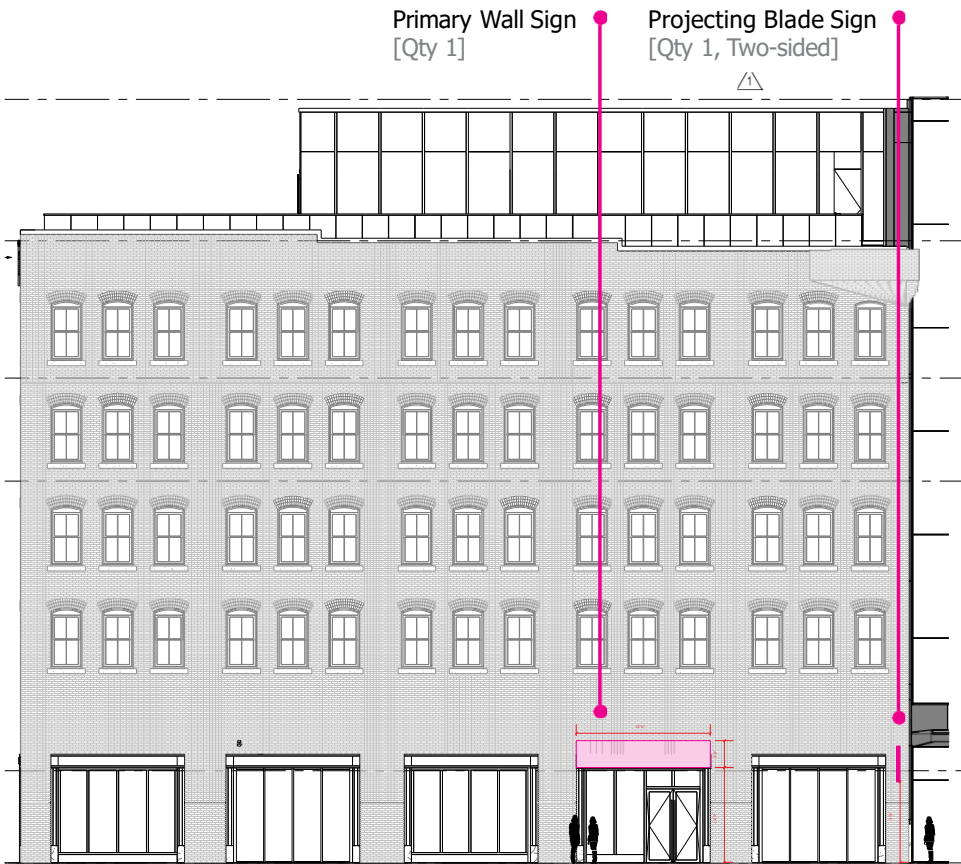 Primary Wall Sign
[Qty 1]
Projecting Blade Sign
[Qty 1, Two-sided]
1